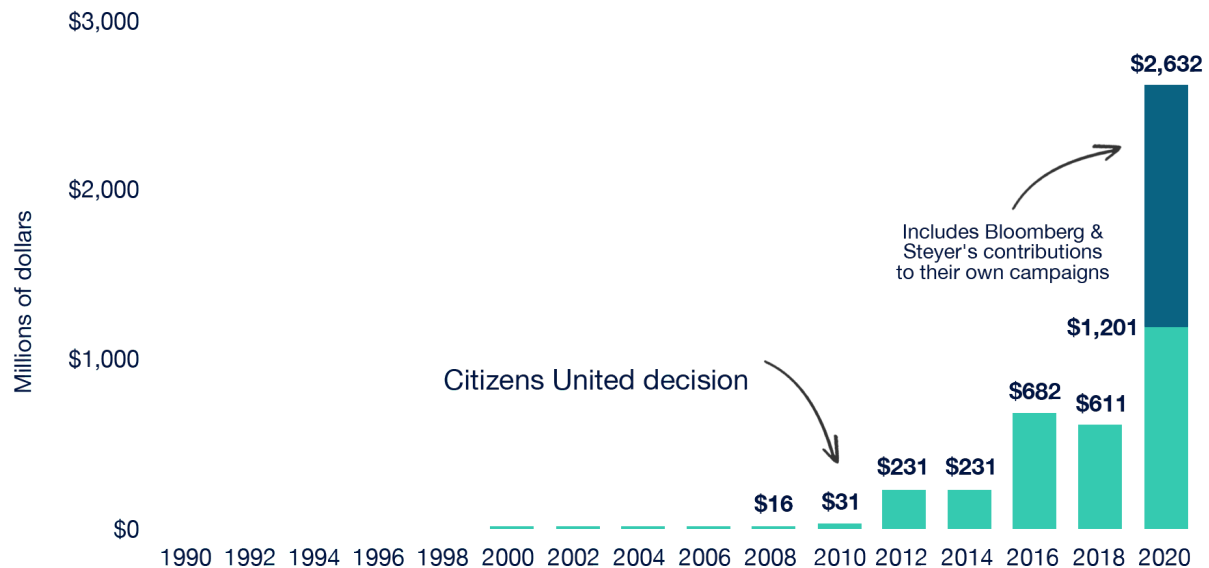 $3,000
$2,632
$2,000
Millions of dollars
Includes Bloomberg &
Steyer's contributions
to their own campaigns
$1,201
$1,000
Citizens United decision
$682
$611
$231
$231
$16
$31
$0
1990 1992 1994 1996 1998 2000 2002 2004 2006 2008 2010 2012 2014 2016 2018 2020